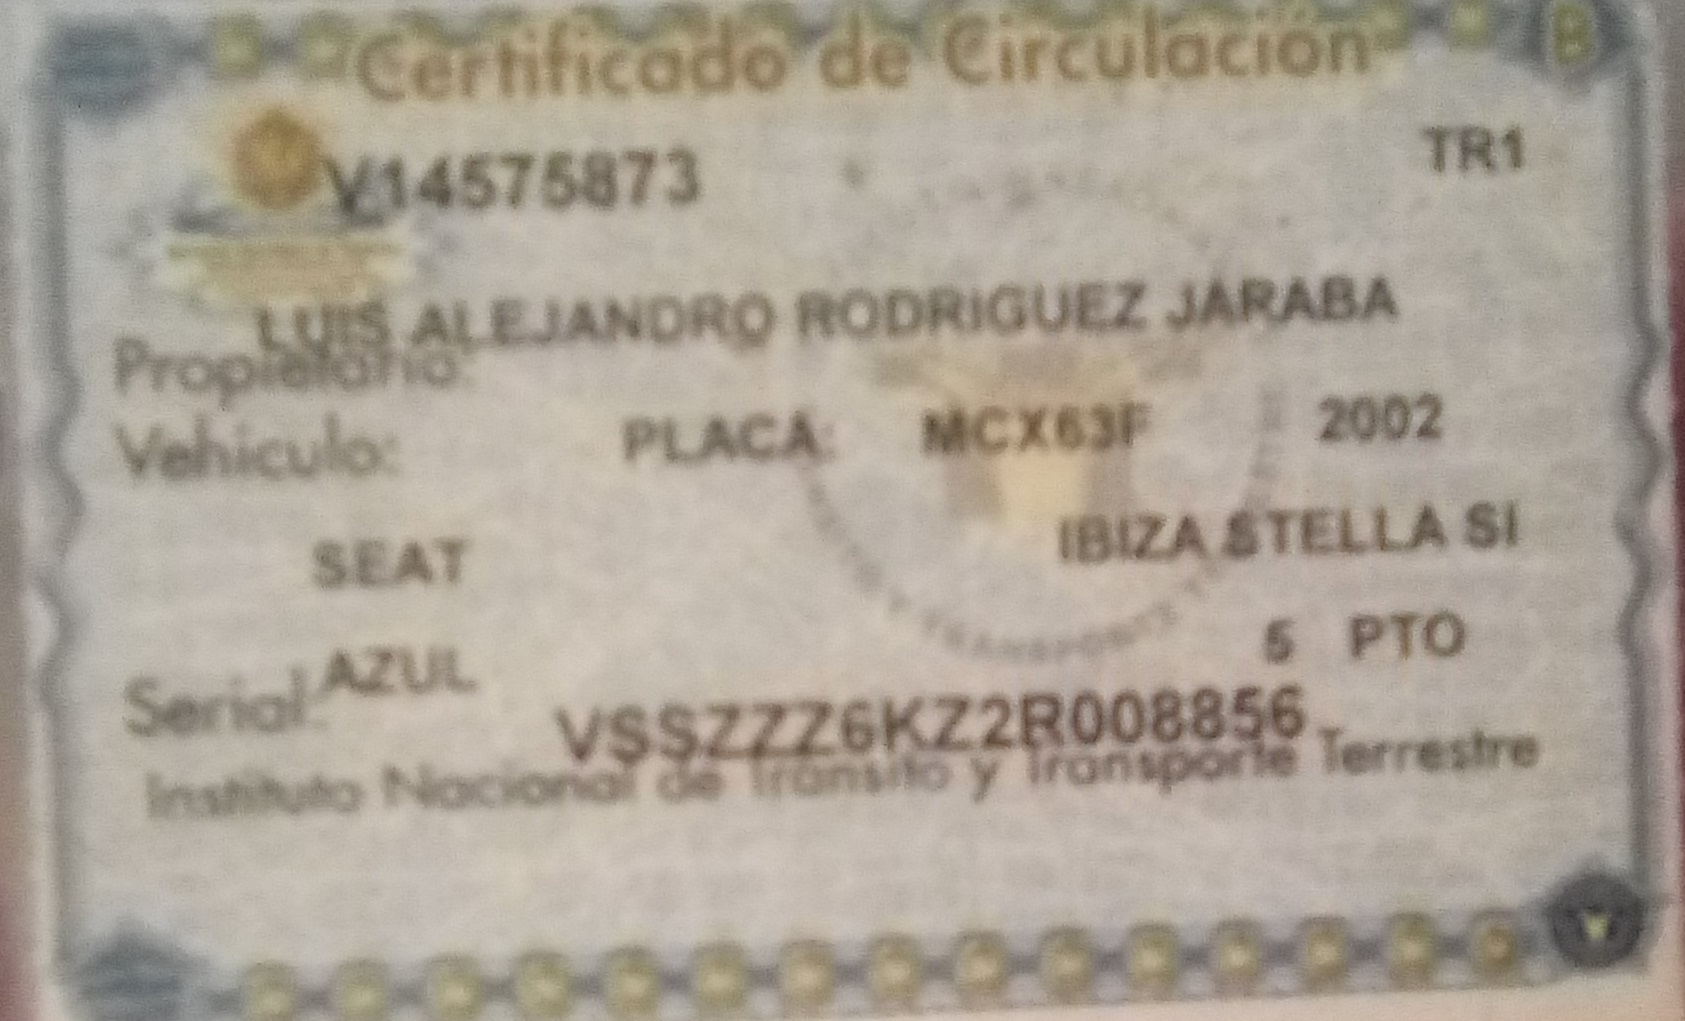 Certificado de Circulación
B
V14575873 TR1
LUIS ALEJANDRO RODRIGUEZ JARABA
Propietario:
Vehiculo: PLACA: MCX63F 2002
SEAT IBIZA STELLA SI
AZUL 5 PTO
Serial: VSSZZZ6KZ2R008856
Instituto Nacional de Transito y Transporte Terrestre